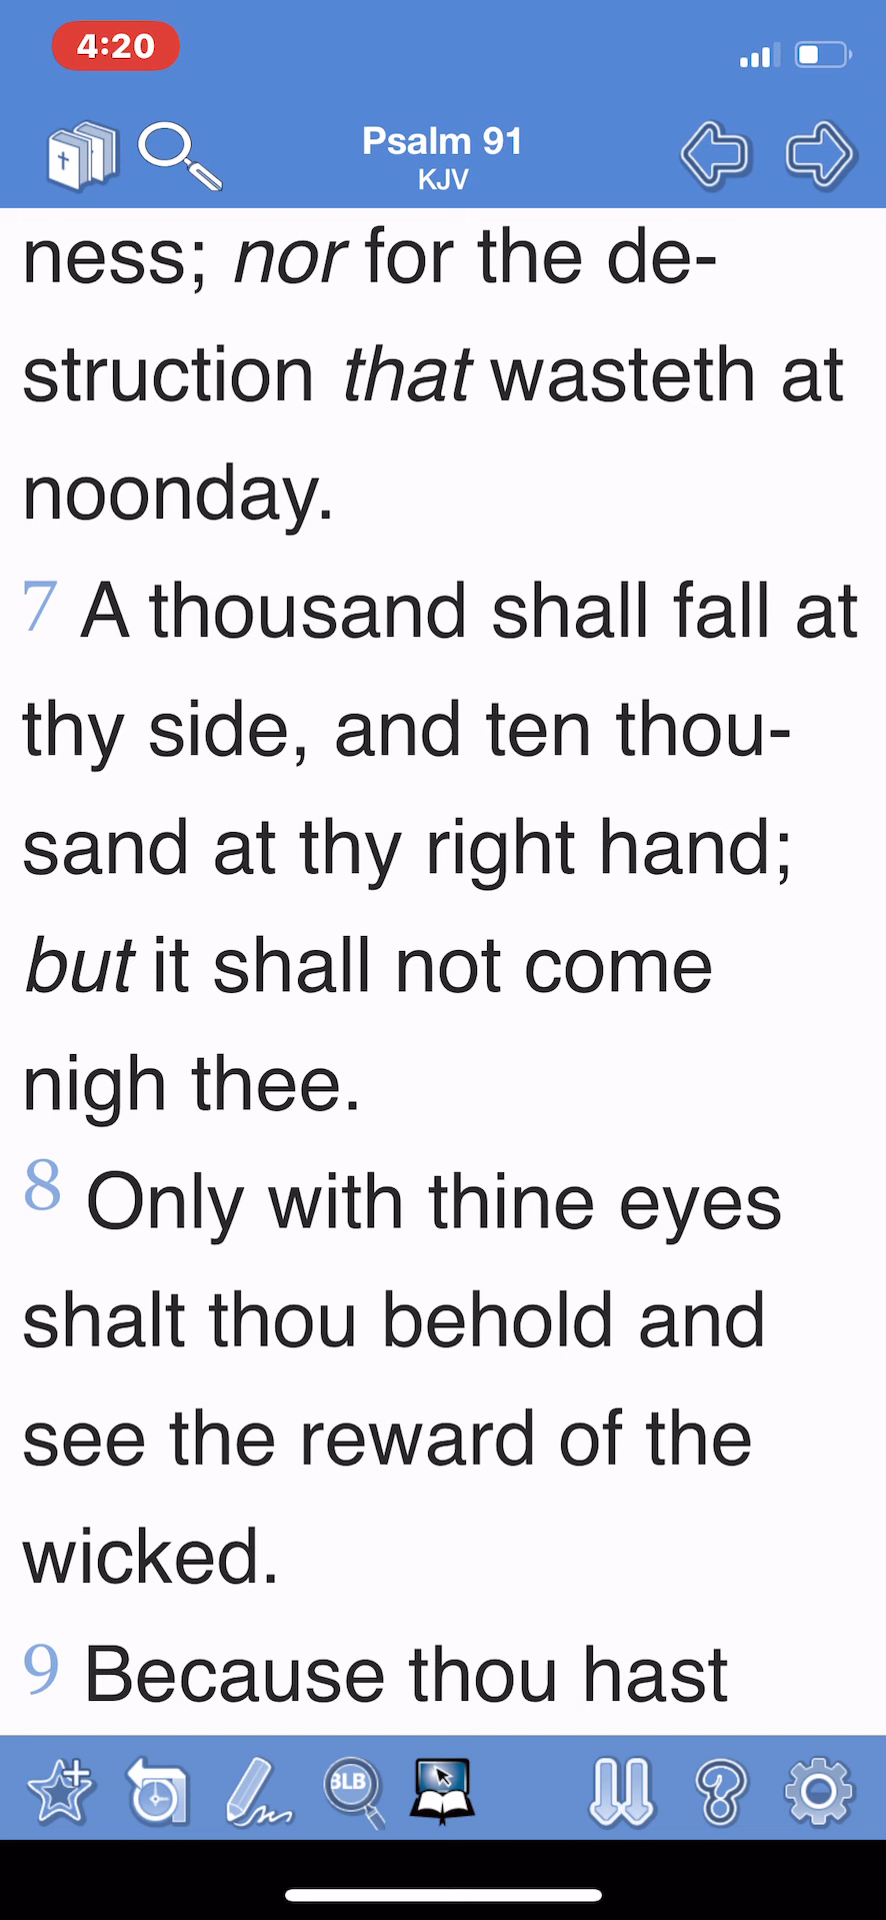 4:20
Psalm 91
KJV
ness; nor for the de-
struction that wasteth at
noonday.
7 A thousand shall fall at
thy side, and ten thou-
sand at thy right hand;
but it shall not come
nigh thee.
8 Only with thine eyes
shalt thou behold and
see the reward of the
wicked.
9 Because thou hast
BLB